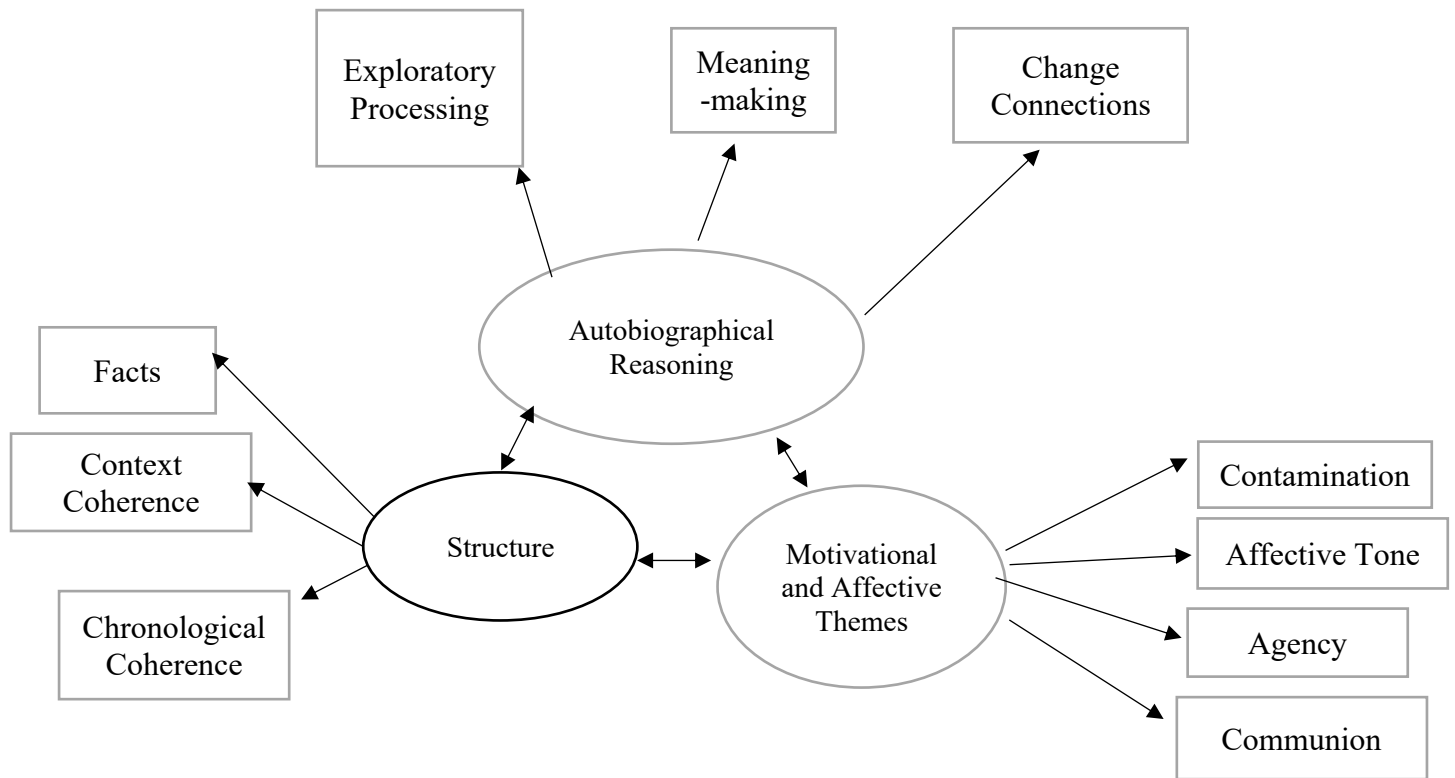 Exploratory
Processing
Meaning
-making
Change
Connections
Autobiographical
Reasoning
Facts
Context
Coherence
Structure
Chronological
Coherence
Motivational
and Affective
Themes
Contamination
Affective Tone
Agency
Communion